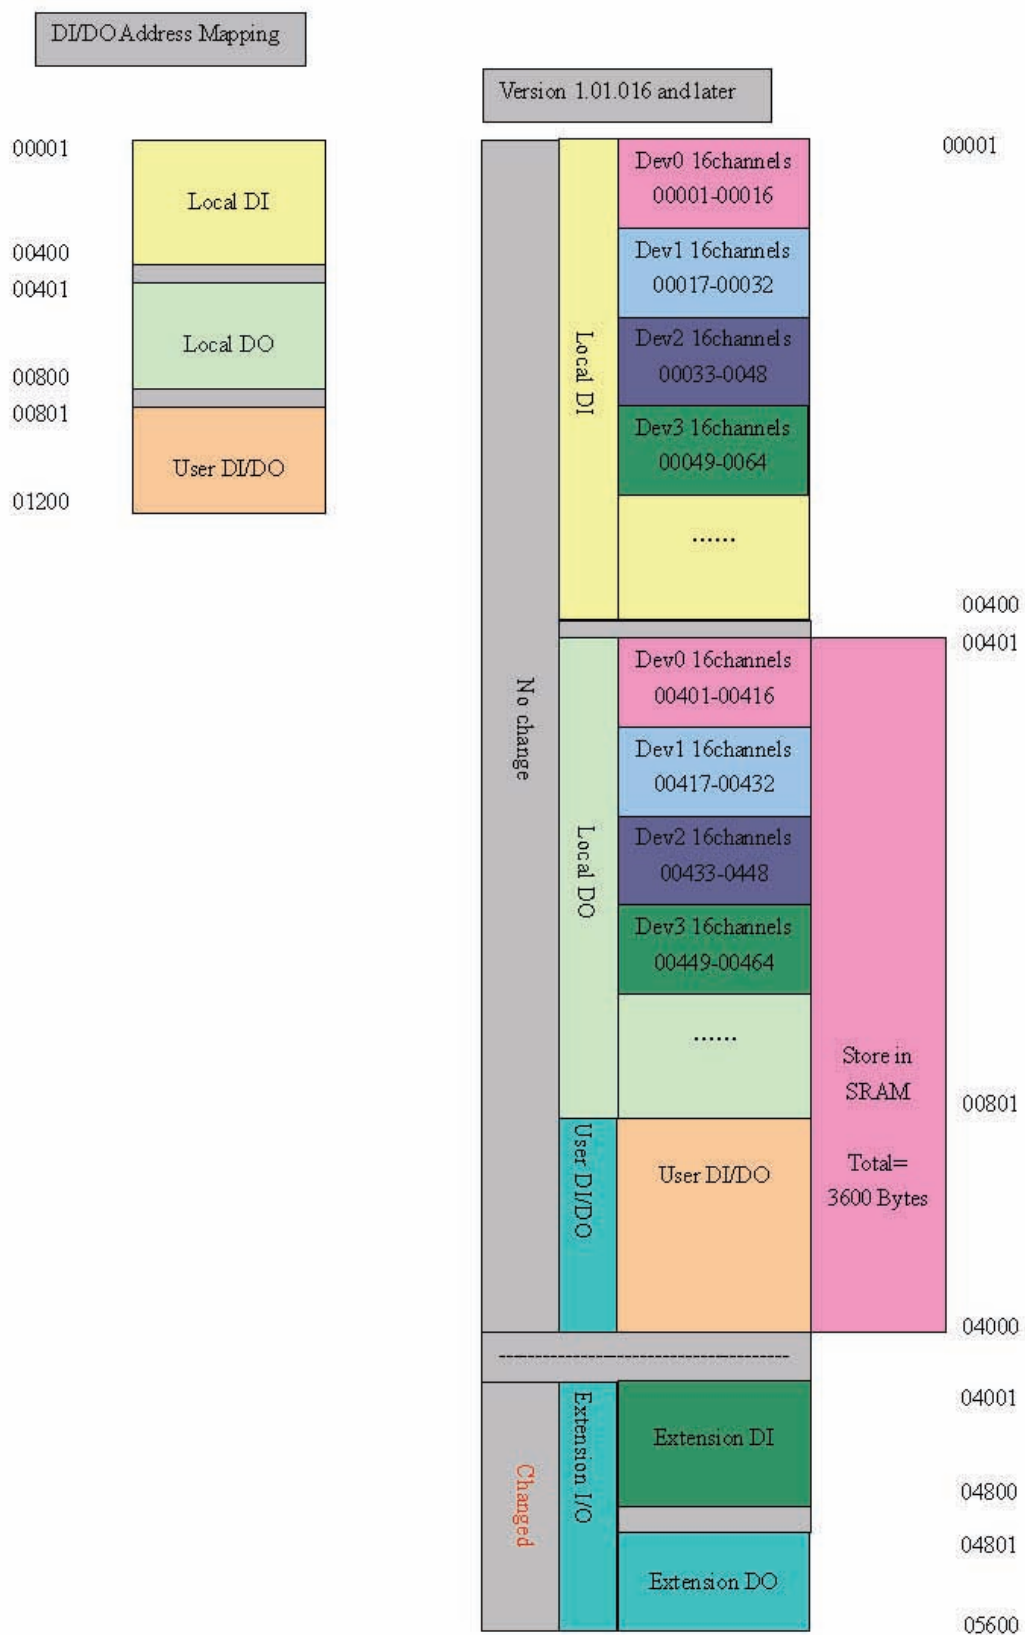 DI/DO Address Mapping
00001
Local DI
00400
00401
Local DO
00800
00801
User DI/DO
01200
Version 1.01.016 and later
No change
Local DI
Dev0 16channels
00001-00016
00001
Dev1 16channels
00017-00032
Dev2 16channels
00033-0048
Dev3 16channels
00049-0064
......
00400
00401
Local DO
Dev0 16channels
00401-00416
Dev1 16channels
00417-00432
Dev2 16channels
00433-0448
Dev3 16channels
00449-00464
......
Store in
SRAM
Total=
3600 Bytes
00801
User DI/DO
User DI/DO
04000
----------------------------------------
Changed
Extension I/O
Extension DI
04001
04800
Extension DO
04801
05600